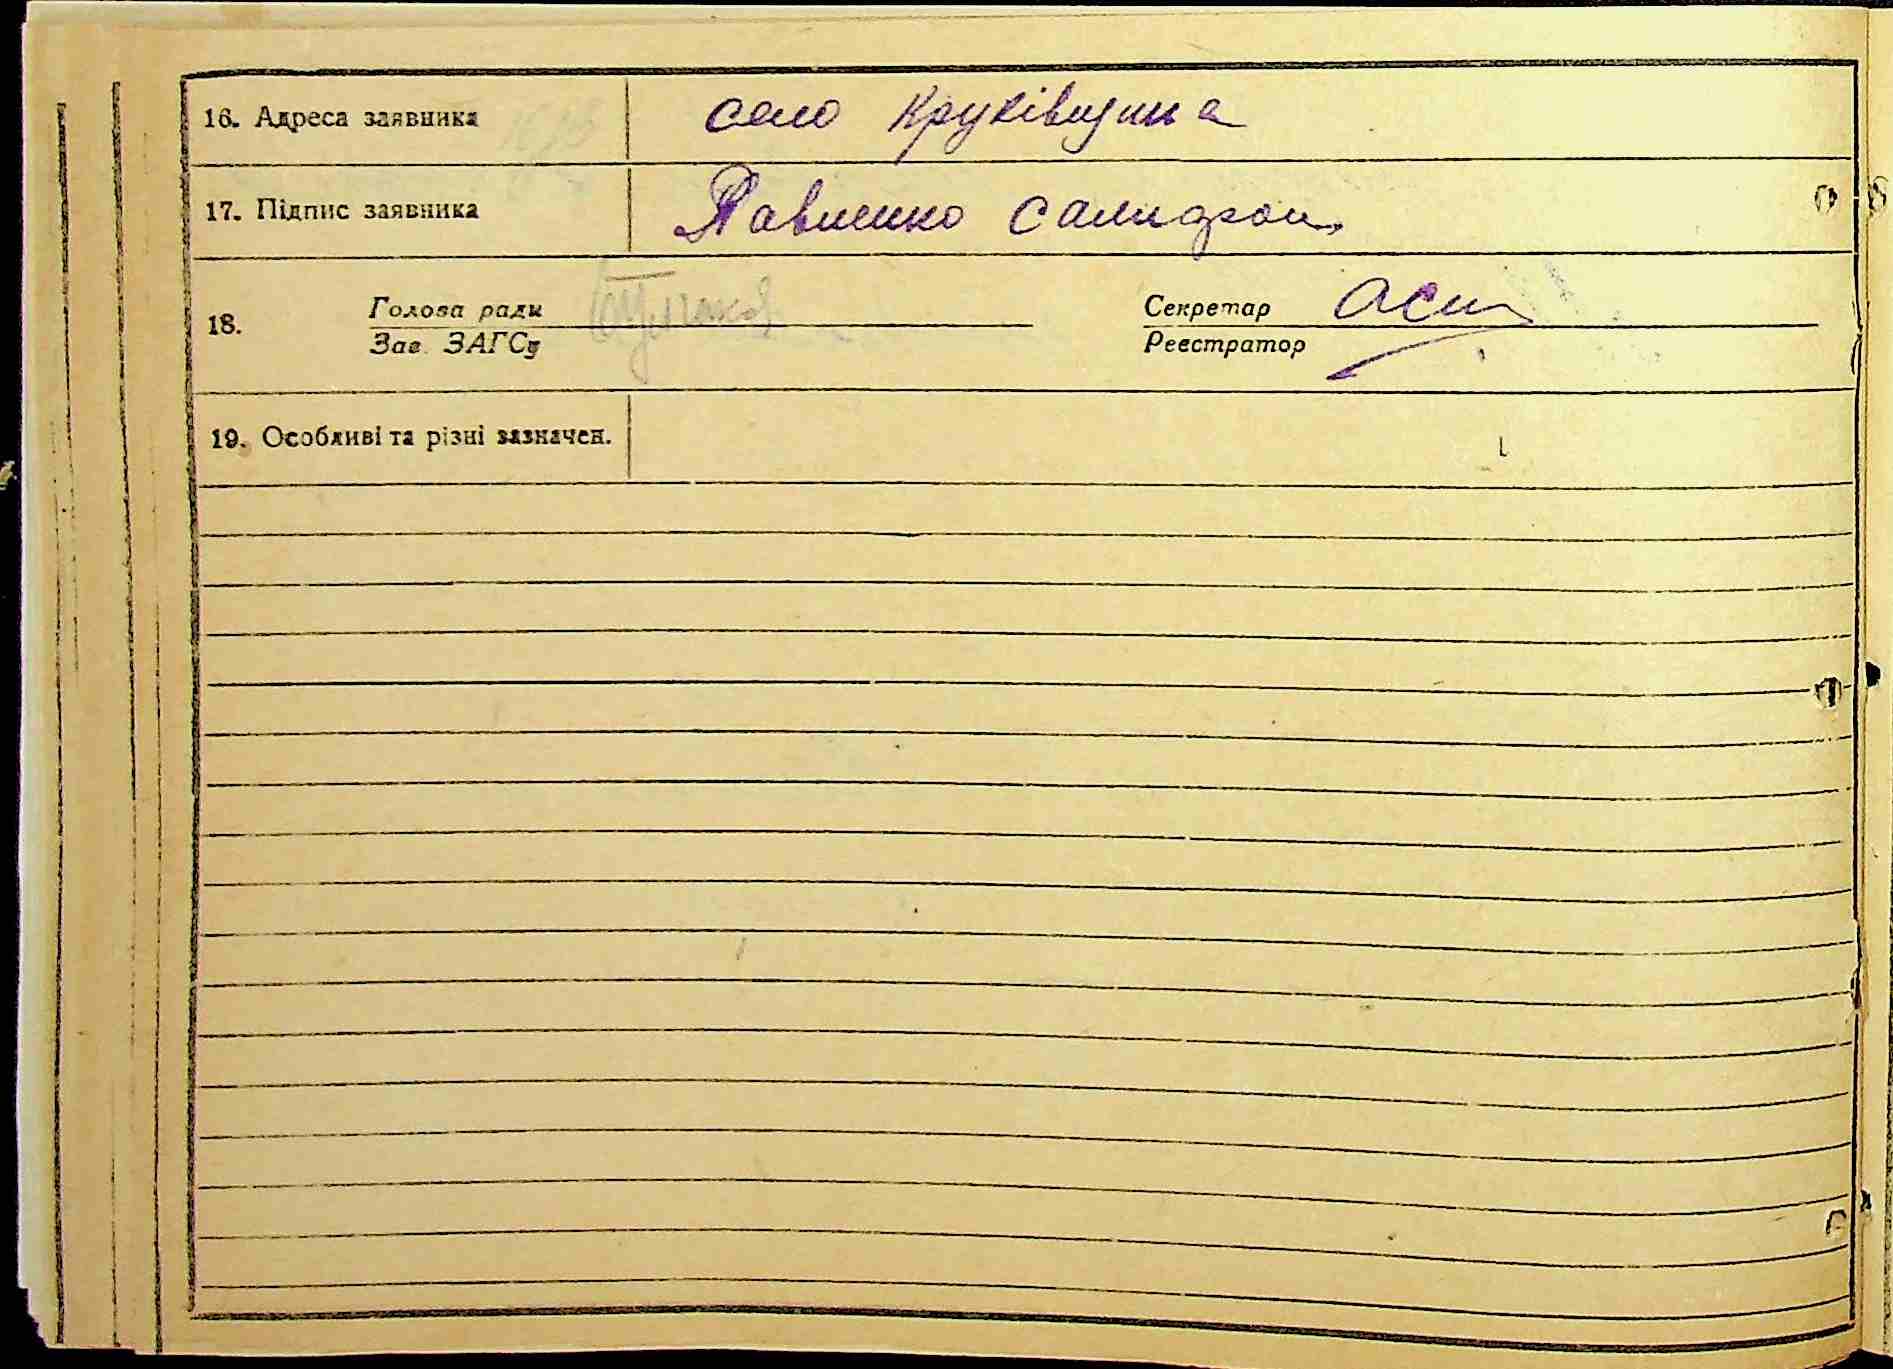 16. Адреса заявника село Круківщина
17. Підпис заявника Павленко
18. Голова ради Секретар
Зав. ЗАГСу Реєстратор
19. Особливі та різні зазначен.